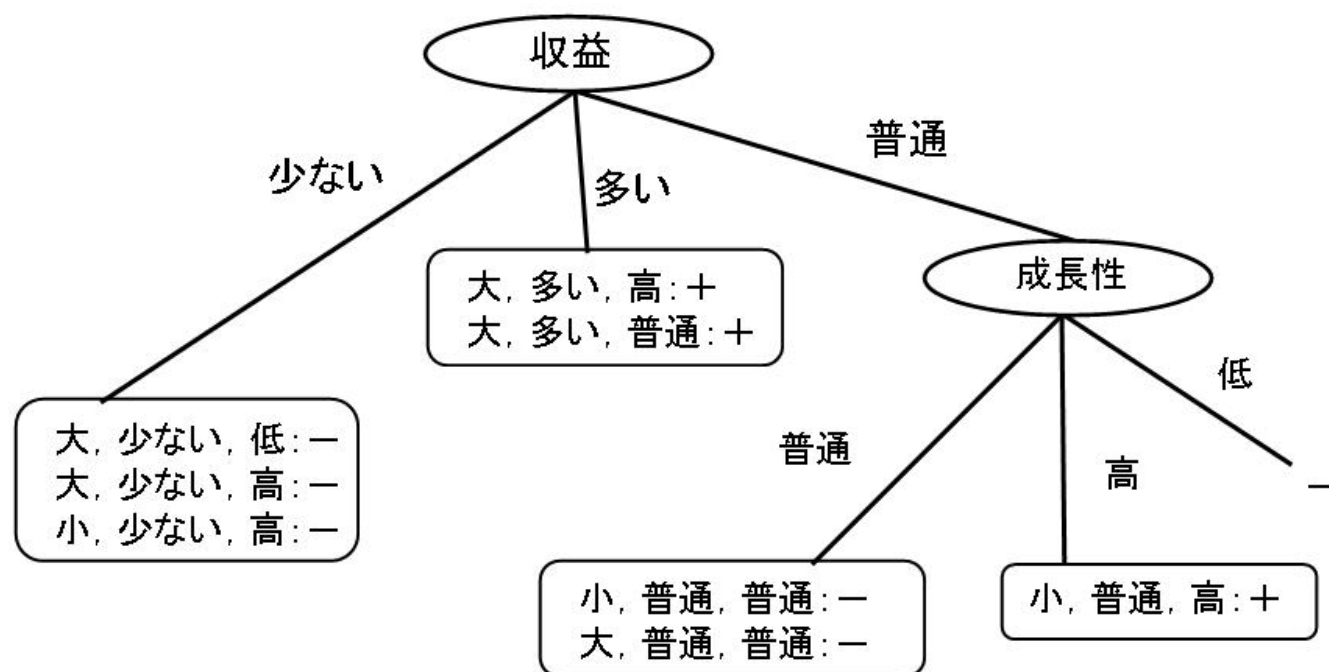 収益
少ない
多い
普通
大, 多い, 高:＋
大, 多い, 普通:＋
成長性
大, 少ない, 低:－
大, 少ない, 高:－
小, 少ない, 高:－
普通
高
低
－
小, 普通, 普通:－
大, 普通, 普通:－
小, 普通, 高:＋